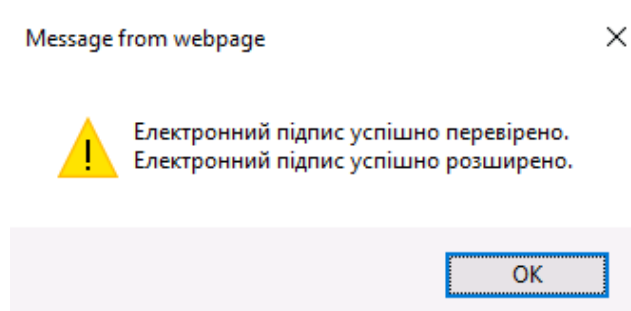 Message from webpage
Електронний підпис успішно перевірено.
Електронний підпис успішно розширено.
OK